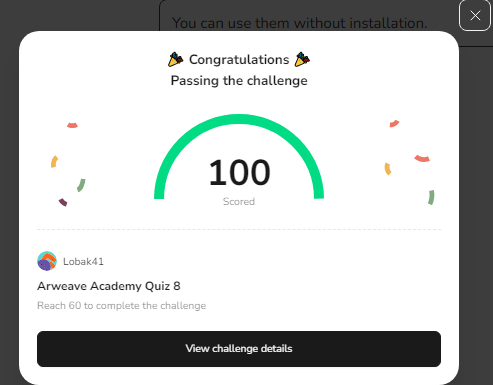 You can use them without installation.
🎉 Congratulations 🎉
Passing the challenge
100
Scored
Lobak41
Arweave Academy Quiz 8
Reach 60 to complete the challenge
View challenge details